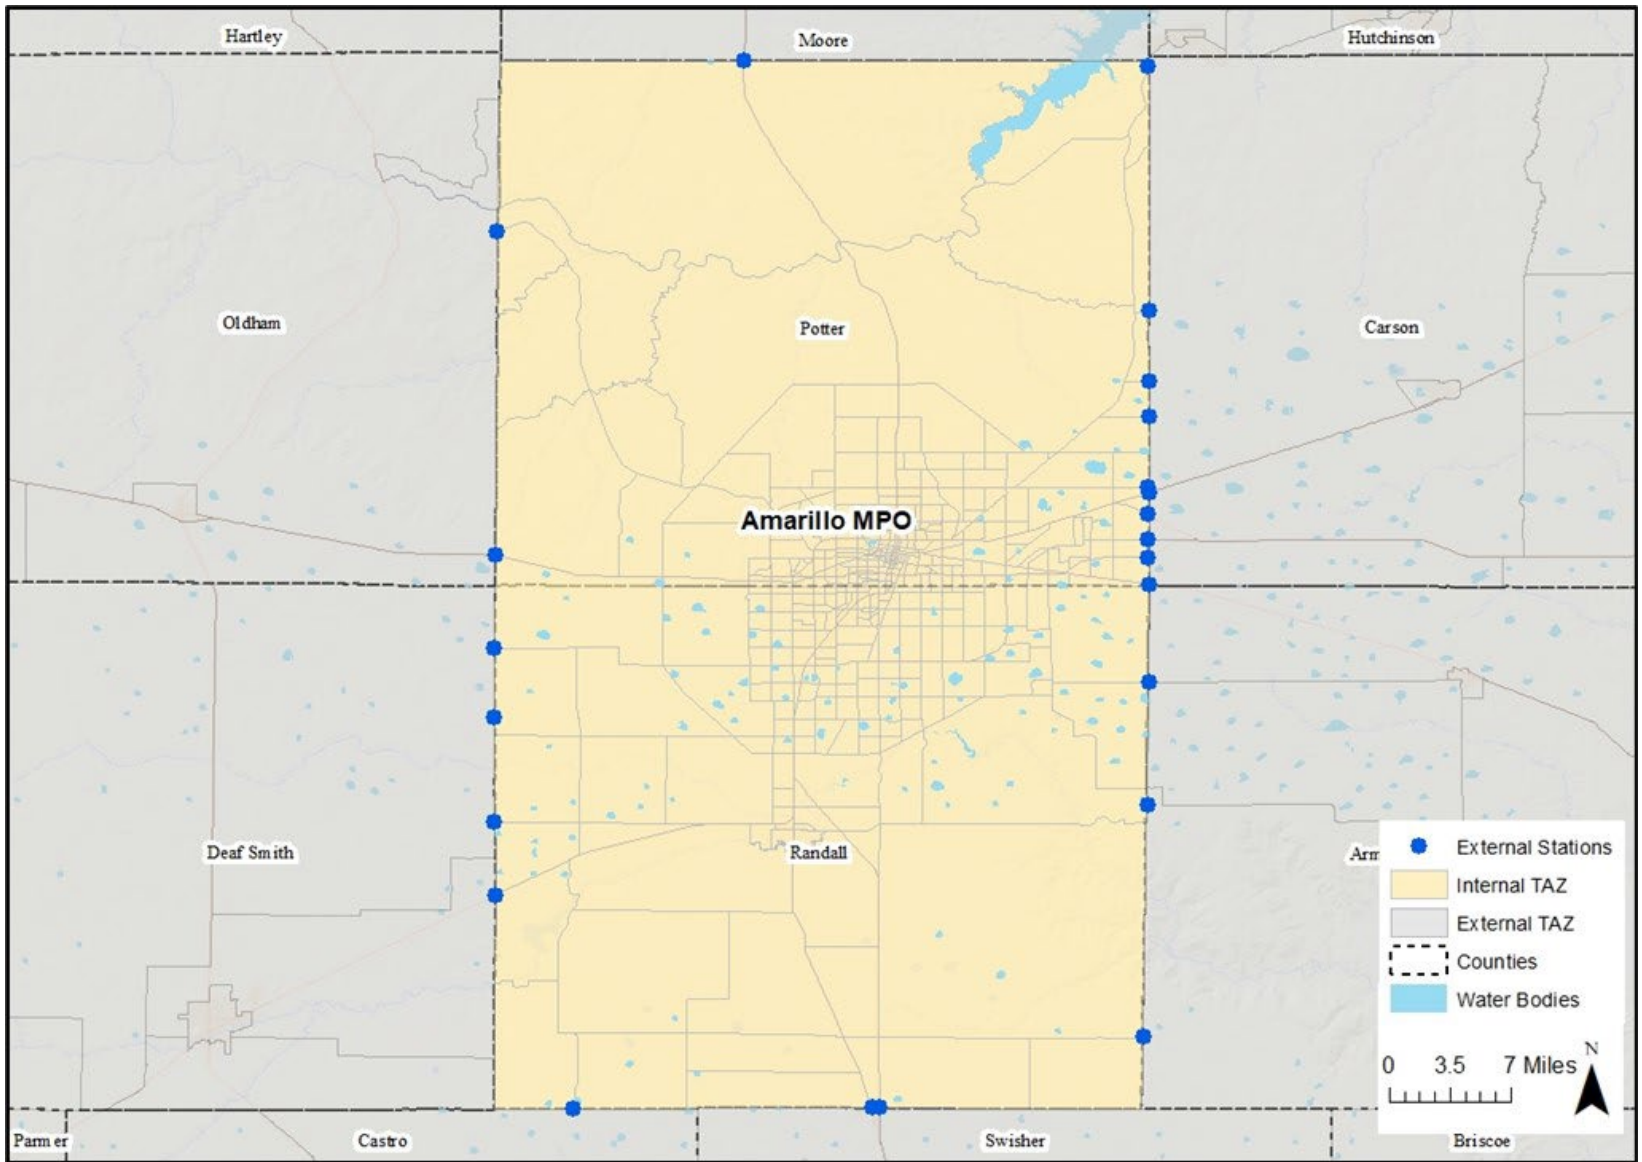 Hartley
Moore
Hutchinson
Oldham
Potter
Carson
Amarillo MPO
Deaf Smith
Randall
Arm
External Stations
Internal TAZ
External TAZ
Counties
Water Bodies
N
0 3.5 7 Miles
Parmer
Castro
Swisher
Briscoe